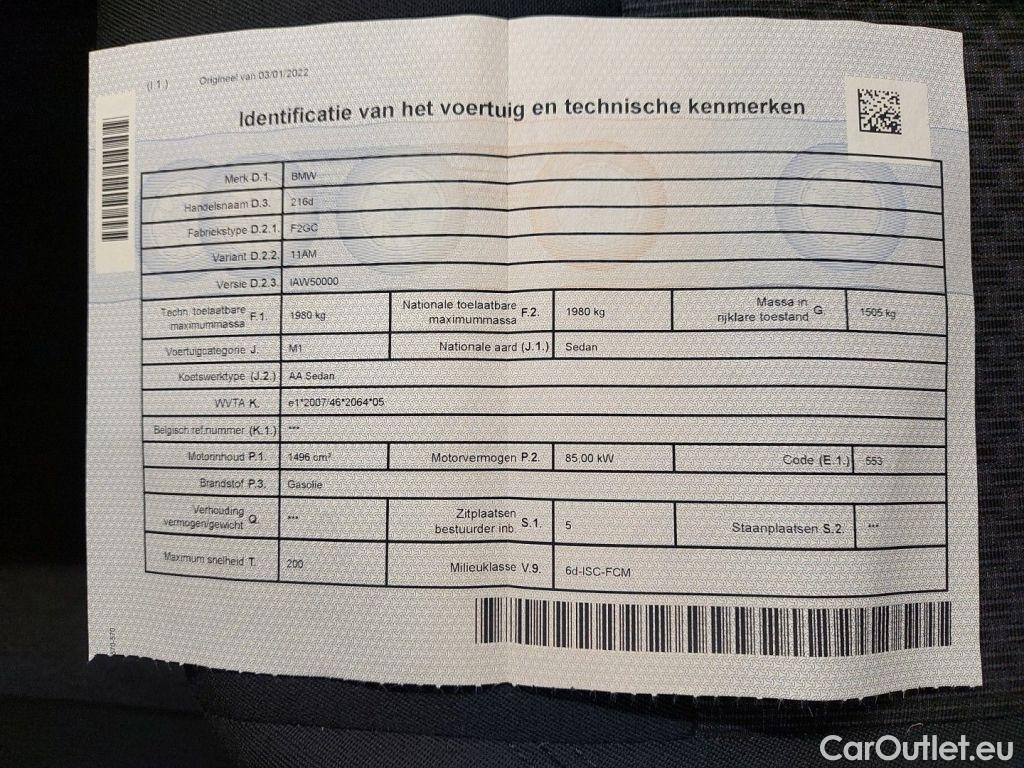 (I 1.) Origineel van 03/01/2022
Identificatie van het voertuig en technische kenmerken
Merk D.1. BMW
Handelsnaam D.3. 216d
Fabriekstype D.2.1. F2GC
Variant D.2.2. 11AM
Versie D.2.3. IAW50000
Techn. toelaatbare maximummassa F.1. 1980 kg Nationale toelaatbare maximummassa F.2. 1980 kg Massa in rijklare toestand G. 1505 kg
Voertuigcategorie J. M1 Nationale aard (J.1.) Sedan
Koetswerktype (J.2.) AA Sedan
WVTA K. e1*2007/46*2064*05
Belgisch ref.nummer (K.1.) ***
Motorinhoud P.1. 1496 cm³ Motorvermogen P.2. 85,00 kW Code (E.1.) 553
Brandstof P.3. Gasolie
Verhouding vermogen/gewicht Q. *** Zitplaatsen bestuurder inb. S.1. 5 Staanplaatsen S.2. ***
Maximum snelheid T. 200 Milieuklasse V.9. 6d-ISC-FCM
CarOutlet.eu